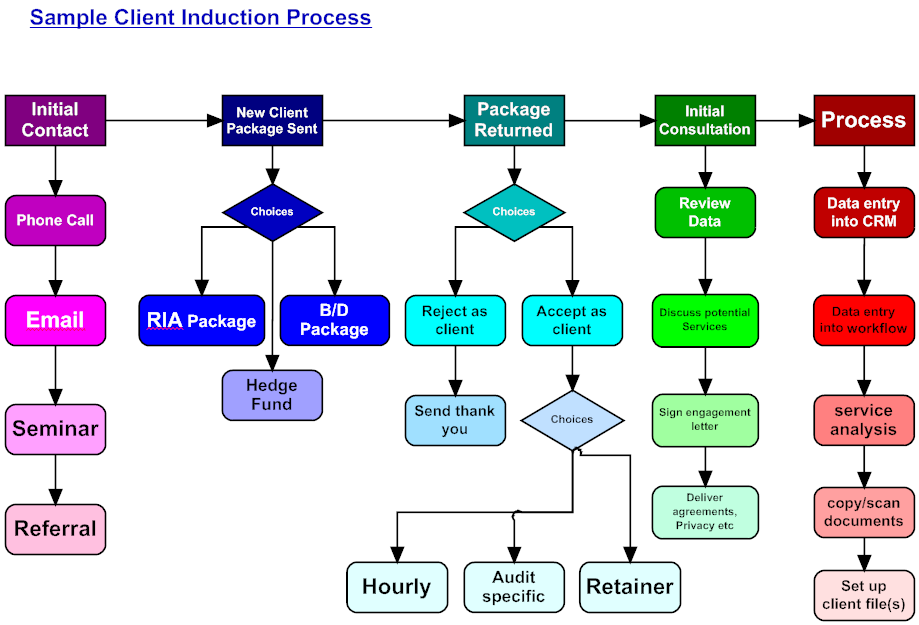 Sample Client Induction Process
Initial
Contact
New Client
Package Sent
Package
Returned
Initial
Consultation
Process
Phone Call
Choices
Choices
Review
Data
Data entry
into CRM
Email
RIA Package
B/D
Package
Reject as
client
Accept as
client
Discuss potential
Services
Data entry
into workflow
Hedge
Fund
Seminar
Send thank
you
Choices
Sign engagement
letter
service
analysis
Referral
Deliver
agreements,
Privacy etc
copy/scan
documents
Hourly
Audit
specific
Retainer
Set up
client file(s)